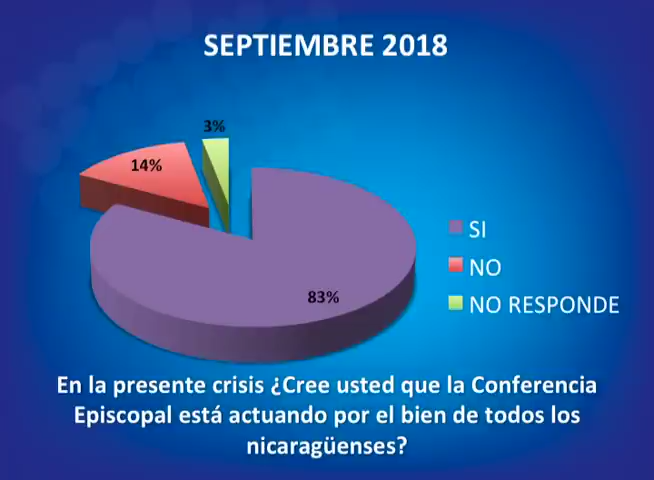 SEPTIEMBRE 2018
3%
14%
83%
SI
NO
NO RESPONDE
En la presente crisis ¿Cree usted que la Conferencia
Episcopal está actuando por el bien de todos los
nicaragüenses?